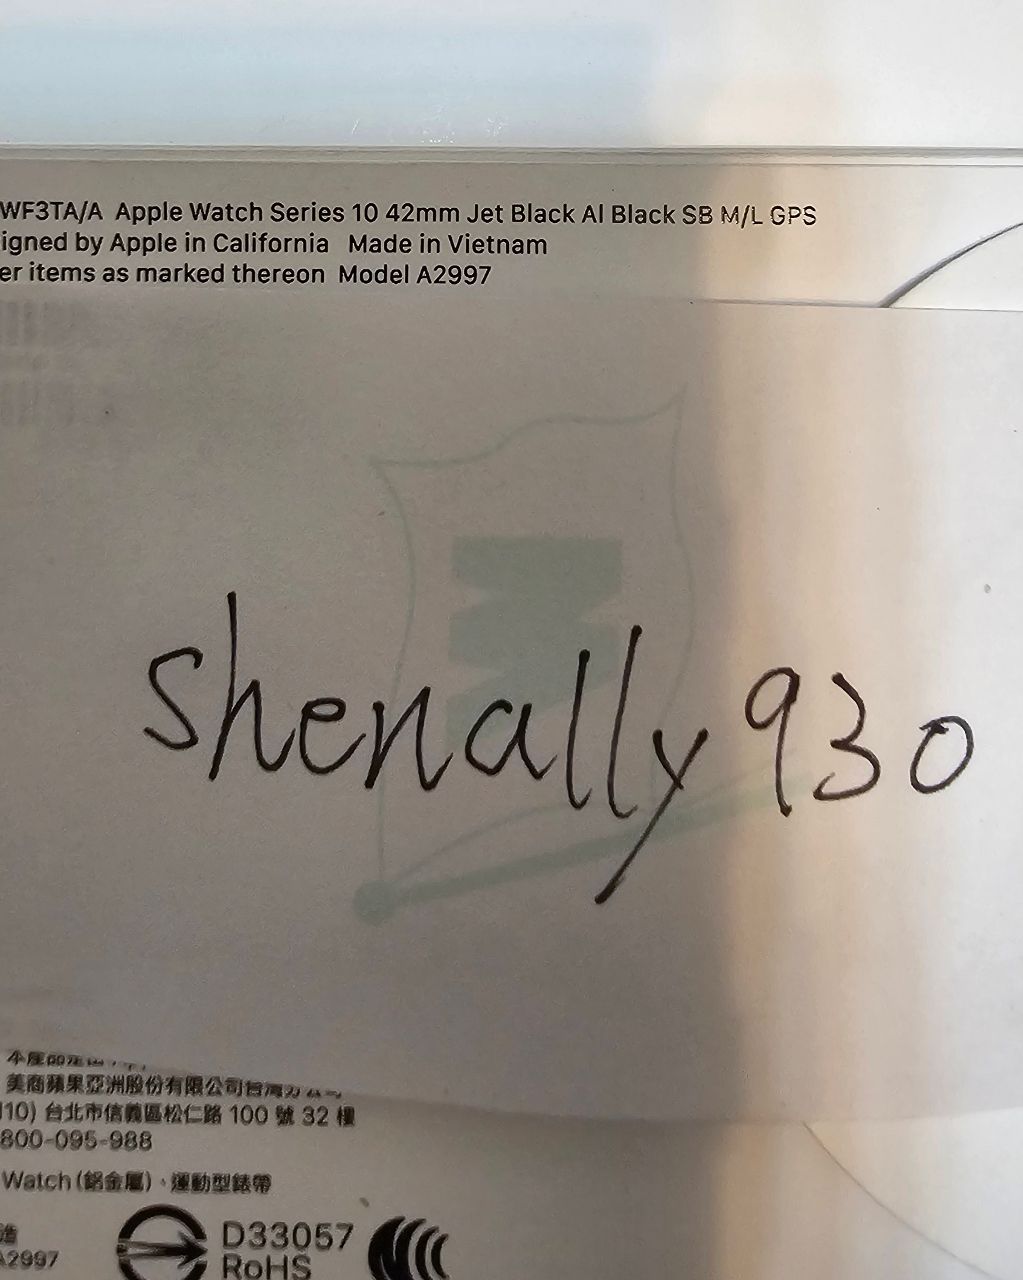 WF3TA/A Apple Watch Series 10 42mm Jet Black Al Black SB M/L GPS
igned by Apple in California Made in Vietnam
er items as marked thereon Model A2997
shenally930
美商蘋果亞洲股份有限公司台灣
110) 台北市信義區松仁路 100 號 32 樓
800-095-988
Watch (鋁金屬)、運動型錶帶
A2997
D33057
RoHS